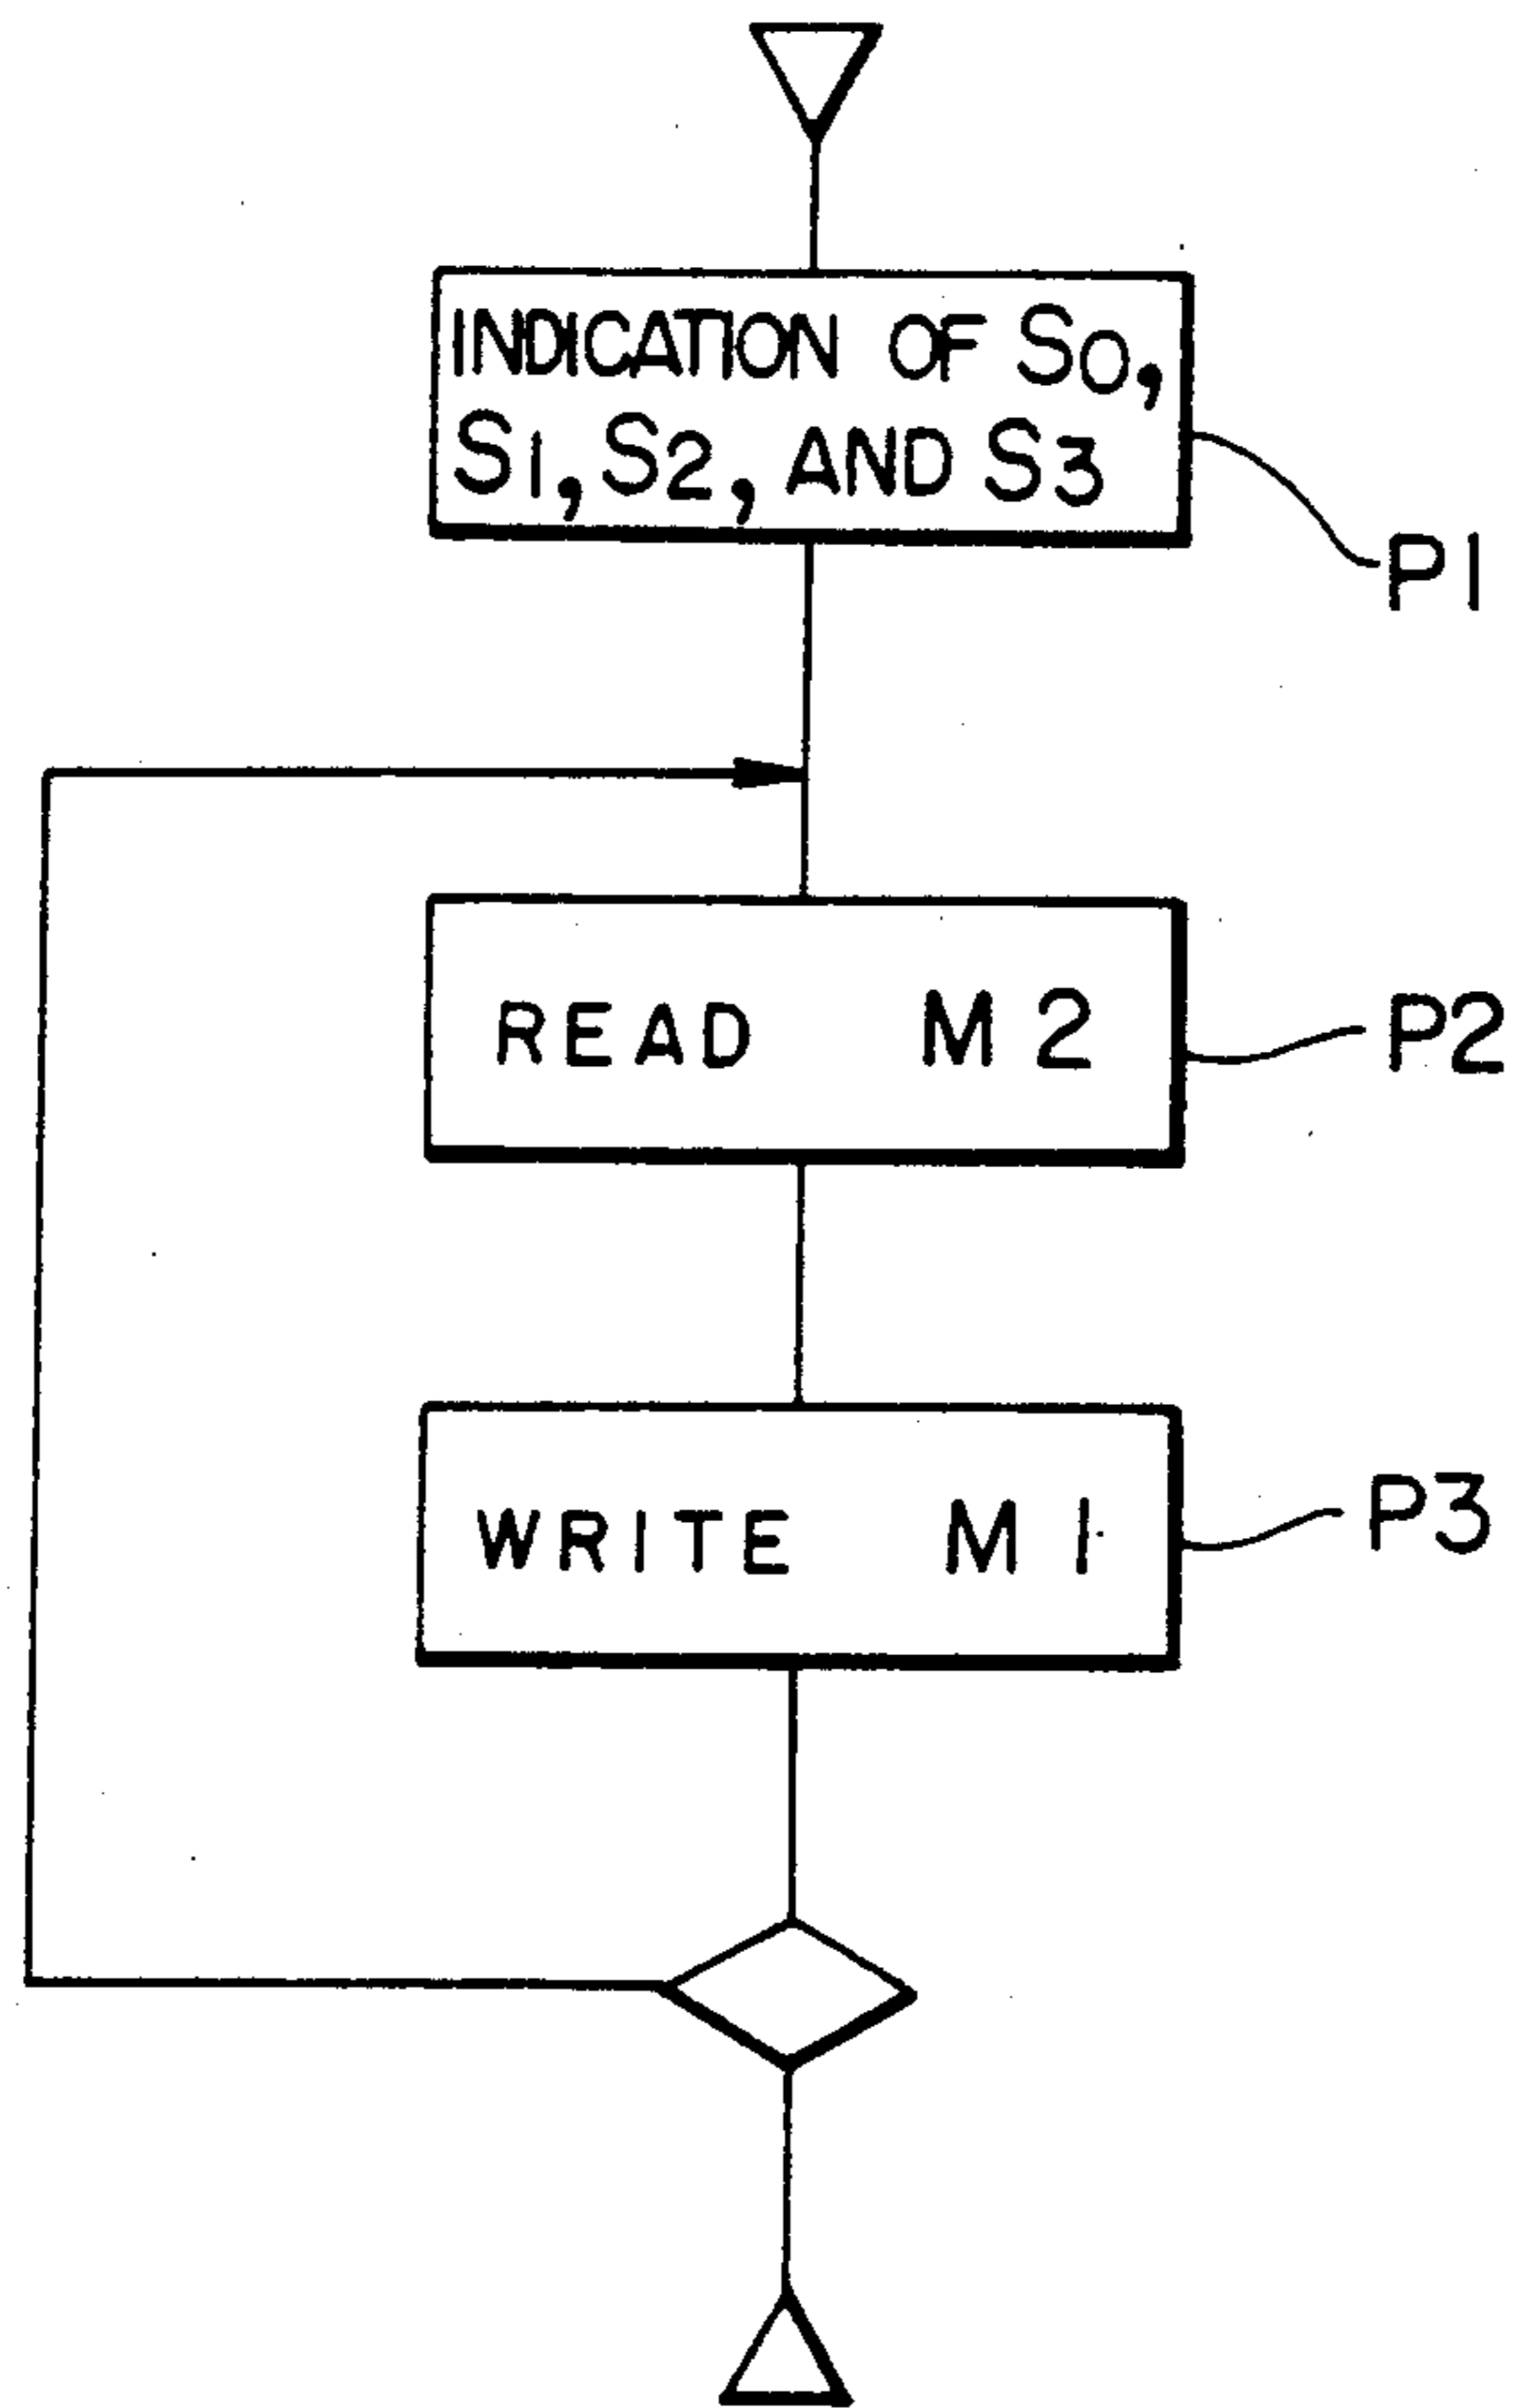 INDICATION OF S0,
S1, S2, AND S3
P1
READ M2
P2
WRITE M1
P3